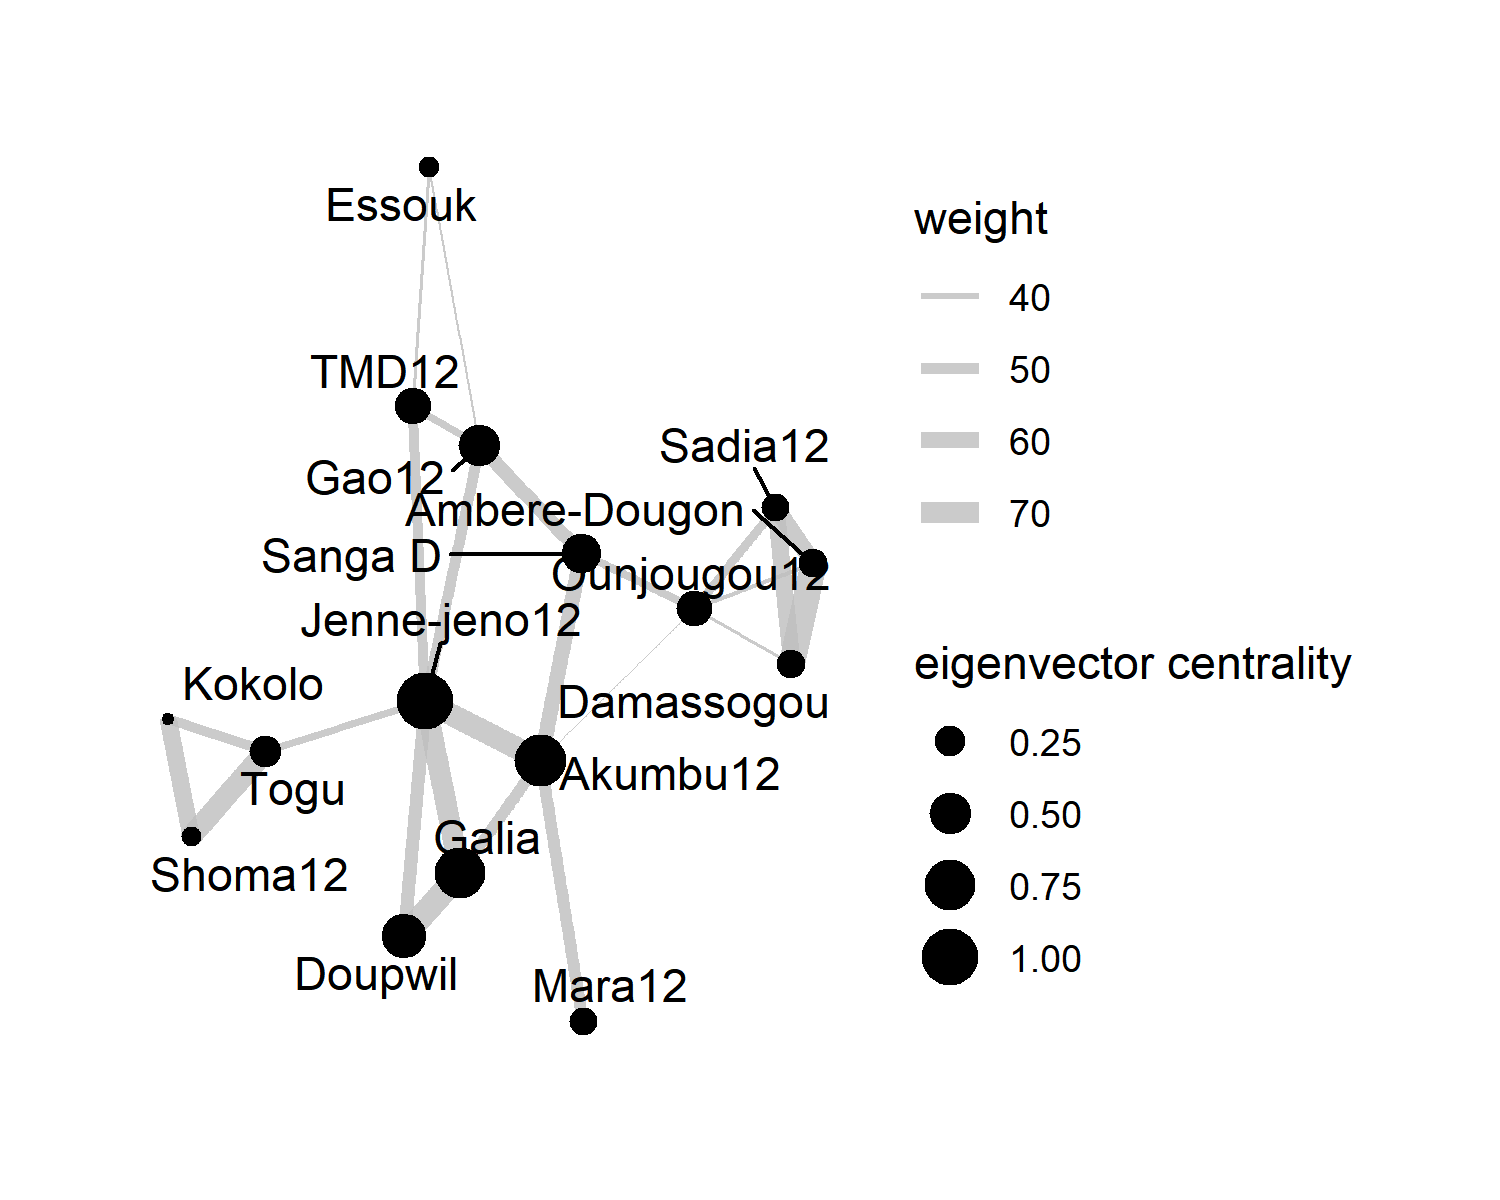 Essouk
TMD12
Gao12
Sadia12
Ambere-Dougon
Sanga D
Ounjougou12
Jenne-jeno12
Kokolo
Damassogou
Togu
Akumbu12
Galia
Shoma12
Doupwil
Mara12
weight
40
50
60
70
eigenvector centrality
0.25
0.50
0.75
1.00